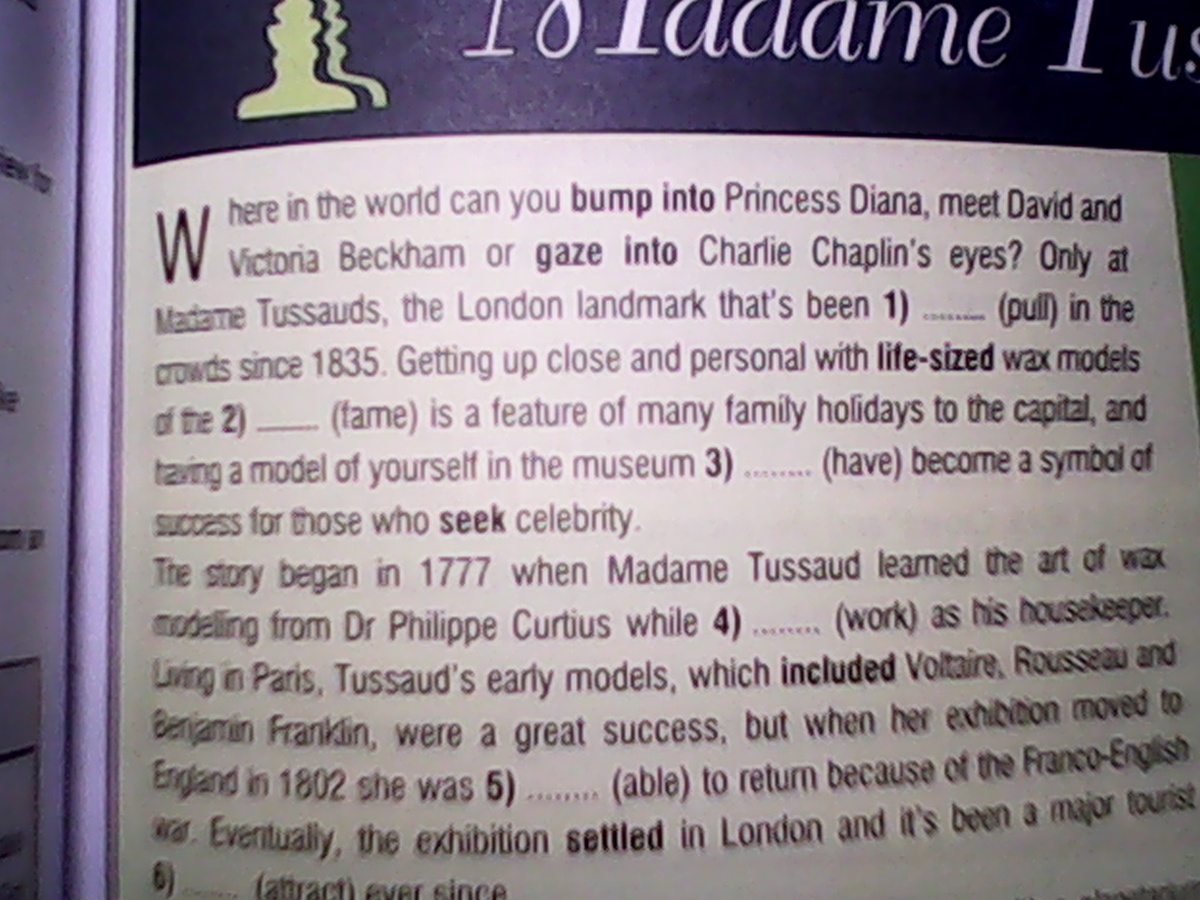 Madame Tus
Where in the world can you bump into Princess Diana, meet David and
Victoria Beckham or gaze into Charlie Chaplin's eyes? Only at
Madame Tussauds, the London landmark that's been 1) ........ (pull) in the
crowds since 1835. Getting up close and personal with life-sized wax models
of the 2) ........ (fame) is a feature of many family holidays to the capital, and
having a model of yourself in the museum 3) ........ (have) become a symbol of
success for those who seek celebrity.
The story began in 1777 when Madame Tussaud learned the art of wax
modelling from Dr Philippe Curtius while 4) ........ (work) as his housekeeper.
Living in Paris, Tussaud's early models, which included Voltaire, Rousseau and
Benjamin Franklin, were a great success, but when her exhibition moved to
England in 1802 she was 5) ........ (able) to return because of the Franco-English
war. Eventually, the exhibition settled in London and it's been a major tourist
6) ........ (attract) ever since